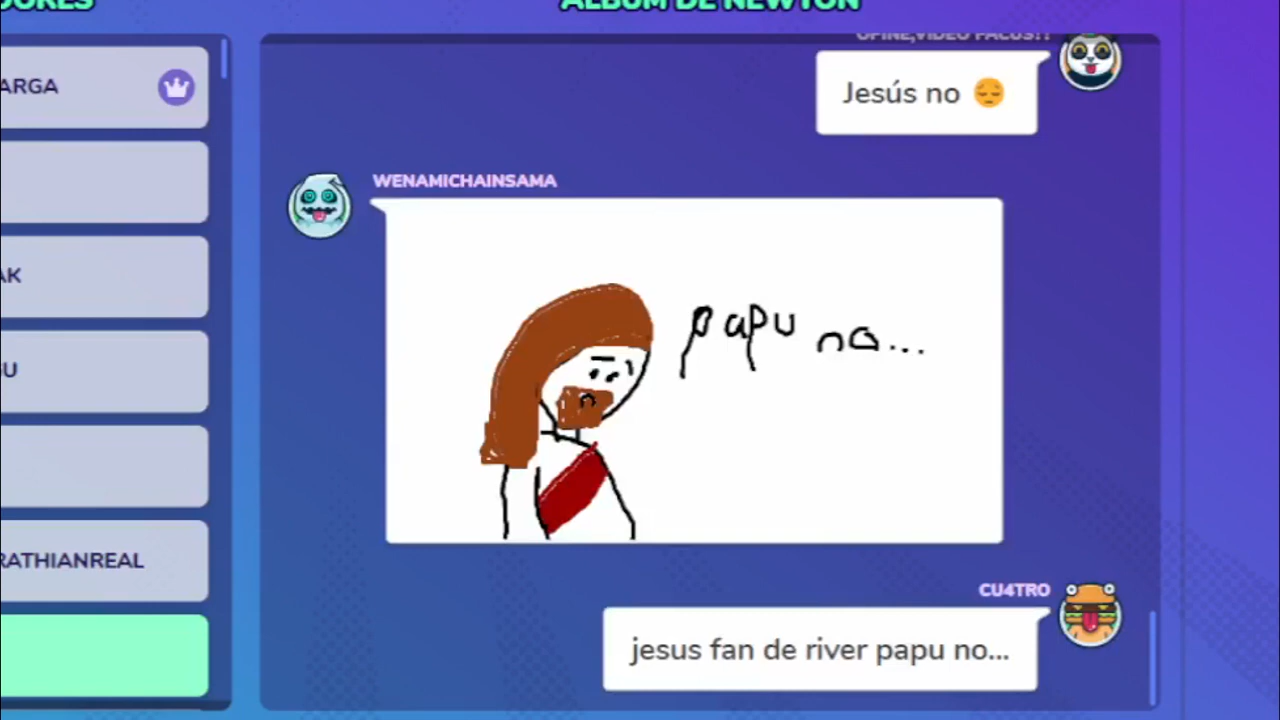 ÁLBUM DE NEWTON
ARGA
AK
U
RATHIANREAL
Jesús no 😔
WENAMICHAINSAMA
papu no...
CU4TRO
jesus fan de river papu no...